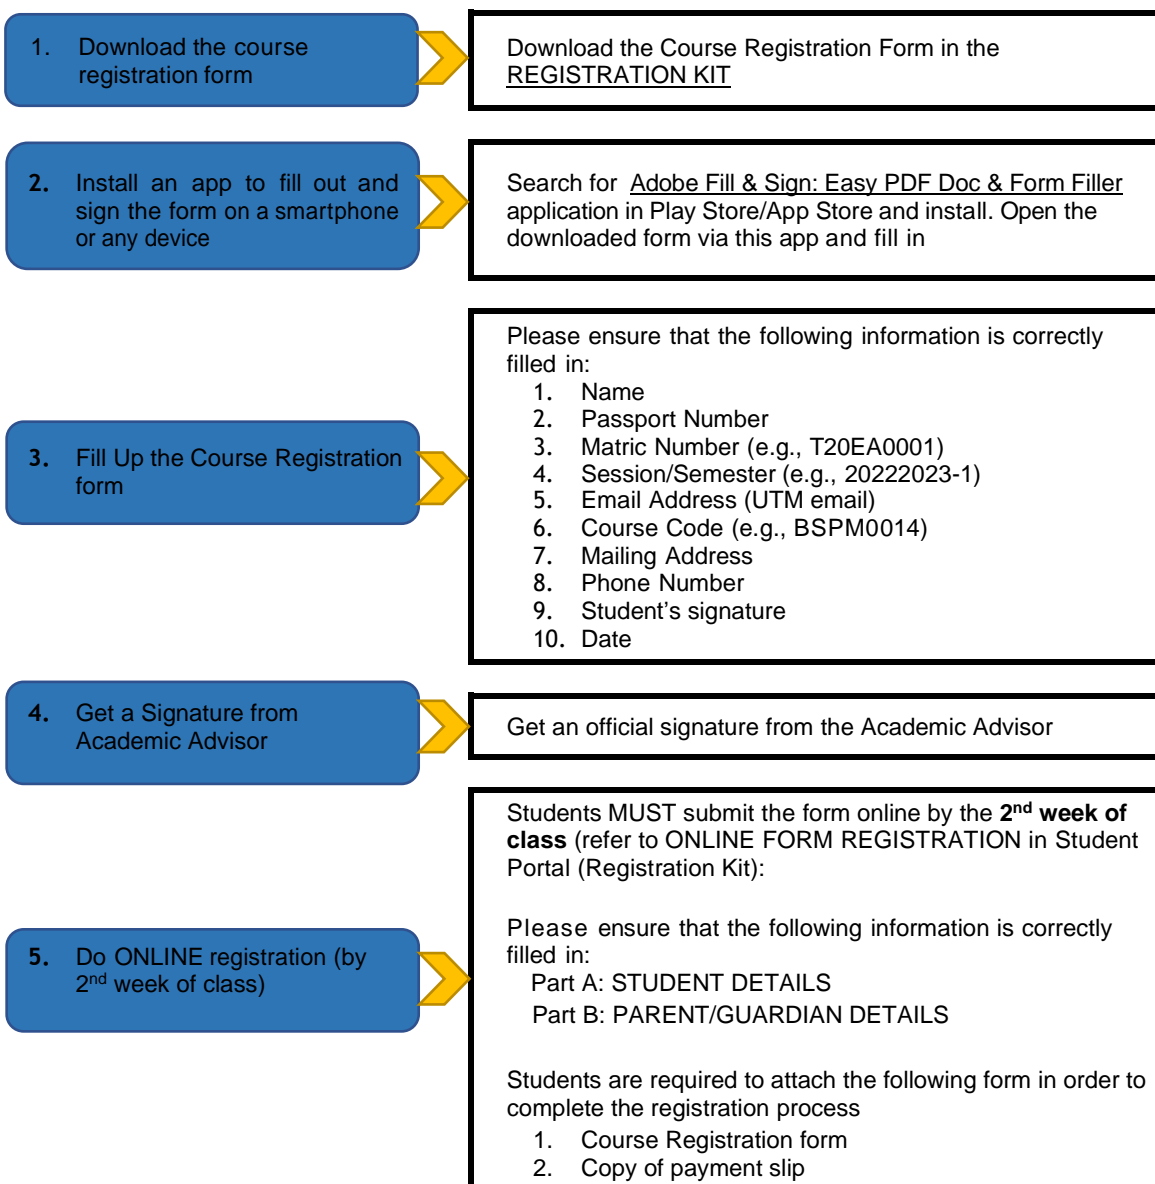 1. Download the course
registration form
Download the Course Registration Form in the
REGISTRATION KIT
2. Install an app to fill out and
sign the form on a smartphone
or any device
Search for Adobe Fill & Sign: Easy PDF Doc & Form Filler
application in Play Store/App Store and install. Open the
downloaded form via this app and fill in
3. Fill Up the Course Registration
form
Please ensure that the following information is correctly
filled in:
1. Name
2. Passport Number
3. Matric Number (e.g., T20EA0001)
4. Session/Semester (e.g., 20222023-1)
5. Email Address (UTM email)
6. Course Code (e.g., BSPM0014)
7. Mailing Address
8. Phone Number
9. Student’s signature
10. Date
4. Get a Signature from
Academic Advisor
Get an official signature from the Academic Advisor
5. Do ONLINE registration (by
2nd week of class)
Students MUST submit the form online by the 2nd week of
class (refer to ONLINE FORM REGISTRATION in Student
Portal (Registration Kit):
Please ensure that the following information is correctly
filled in:
Part A: STUDENT DETAILS
Part B: PARENT/GUARDIAN DETAILS
Students are required to attach the following form in order to
complete the registration process
1. Course Registration form
2. Copy of payment slip